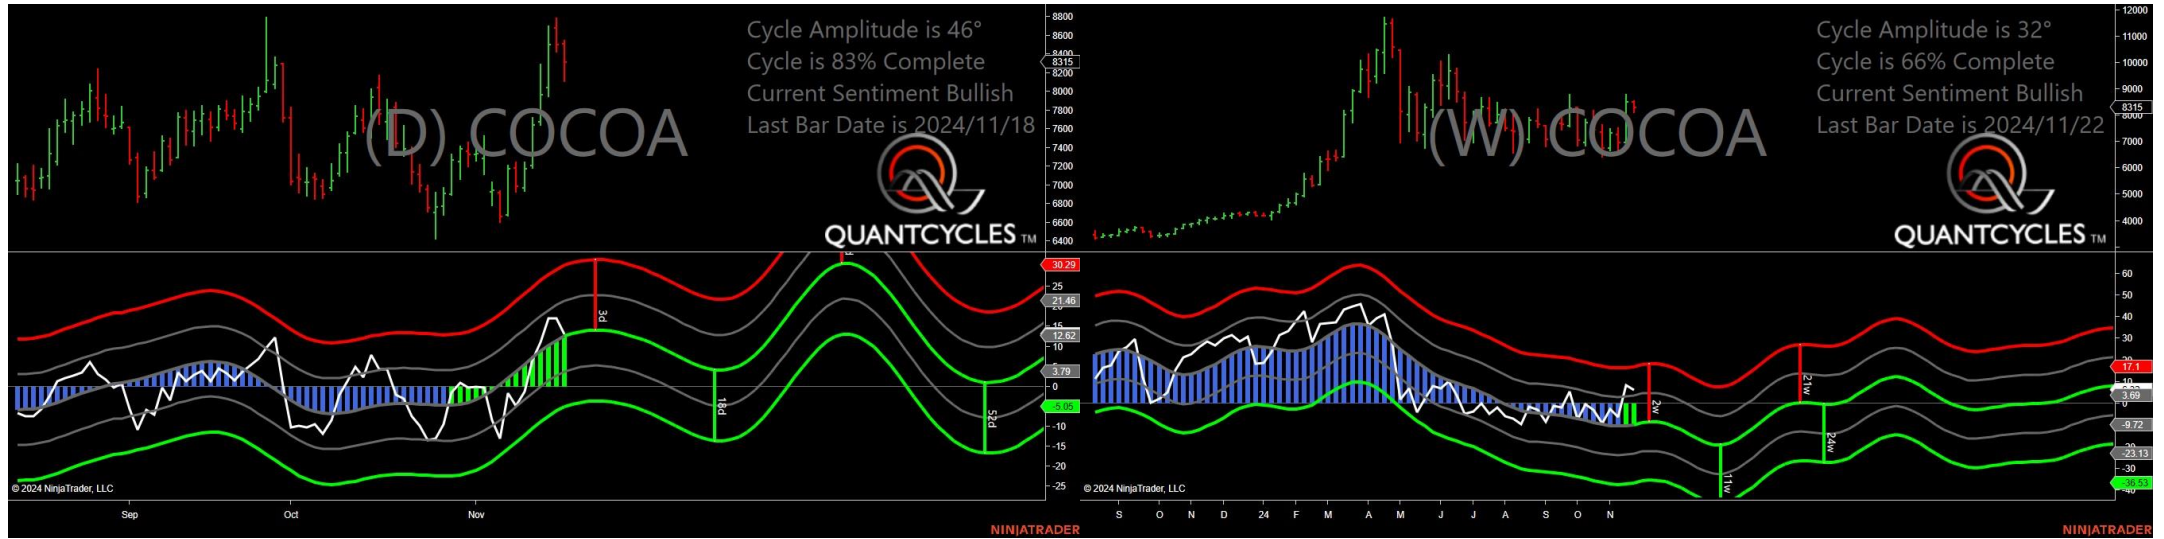 Cycle Amplitude is 46°
Cycle is 83% Complete
Current Sentiment Bullish
Last Bar Date is 2024/11/18
(D) COCOA
QUANTCYCLES TM
8800
8600
8400
8315
8200
8000
7800
7600
7400
7200
7000
6800
6600
6400
30.29
25
21.46
15
12.62
10
3.79
0
-5.05
-10
-15
-20
-25
3d
18d
52d
© 2024 NinjaTrader, LLC
Sep Oct Nov
NINJATRADER
Cycle Amplitude is 32°
Cycle is 66% Complete
Current Sentiment Bullish
Last Bar Date is 2024/11/22
(W) COCOA
QUANTCYCLES TM
12000
11000
10000
9000
8315
8000
7000
6000
5000
4000
60
50
40
30
17.1
10
3.69
0
-9.72
-23.13
-30
-36.53
2w
11w
21w
24w
© 2024 NinjaTrader, LLC
S O N D 24 F M A M J J A S O N
NINJATRADER